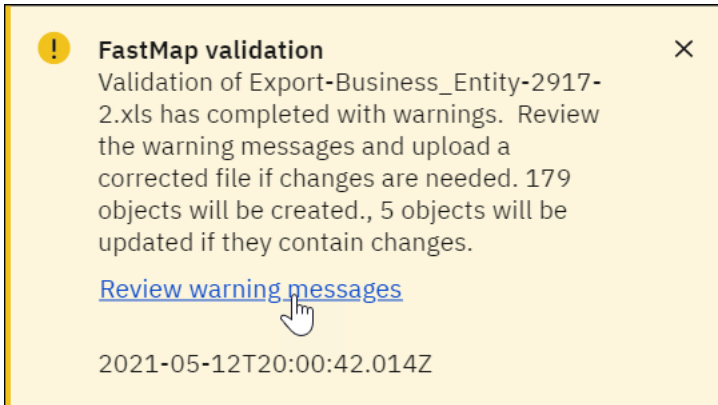 FastMap validation
Validation of Export-Business_Entity-2917-
2.xls has completed with warnings.  Review
the warning messages and upload a
corrected file if changes are needed. 179
objects will be created., 5 objects will be
updated if they contain changes.
Review warning messages
2021-05-12T20:00:42.014Z